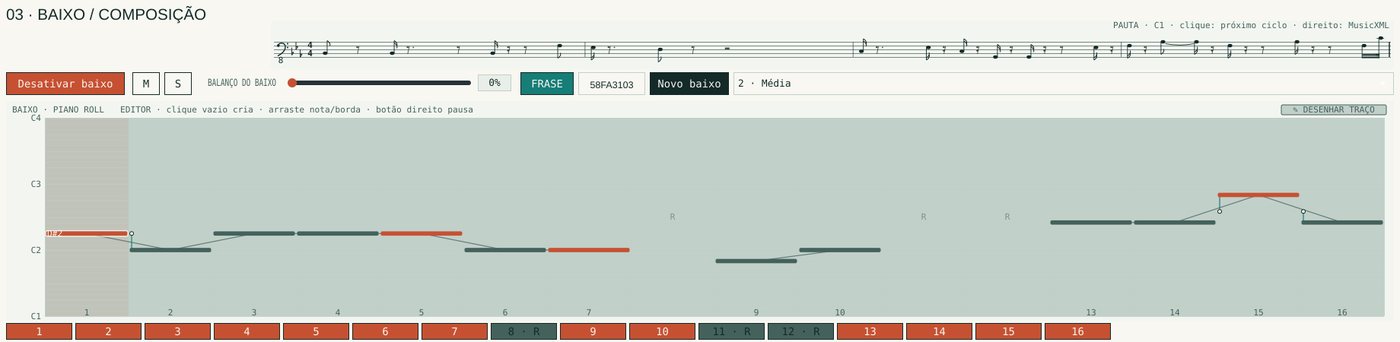 03 · BAIXO / COMPOSIÇÃO
PAUTA · C1 · clique: próximo ciclo · direito: MusicXML
8
4
4
Desativar baixo
M
S
BALANÇO DO BAIXO
0%
FRASE
58FA3103
Novo baixo
2 · Média
BAIXO · PIANO ROLL EDITOR · clique vazio cria · arraste nota/borda · botão direito pausa
✎ DESENHAR TRAÇO
C4
C3
C2
C1
R R R
1 2 3 4 5 6 7 9 10 13 14 15 16
1 2 3 4 5 6 7 8 · R 9 10 11 · R 12 · R 13 14 15 16